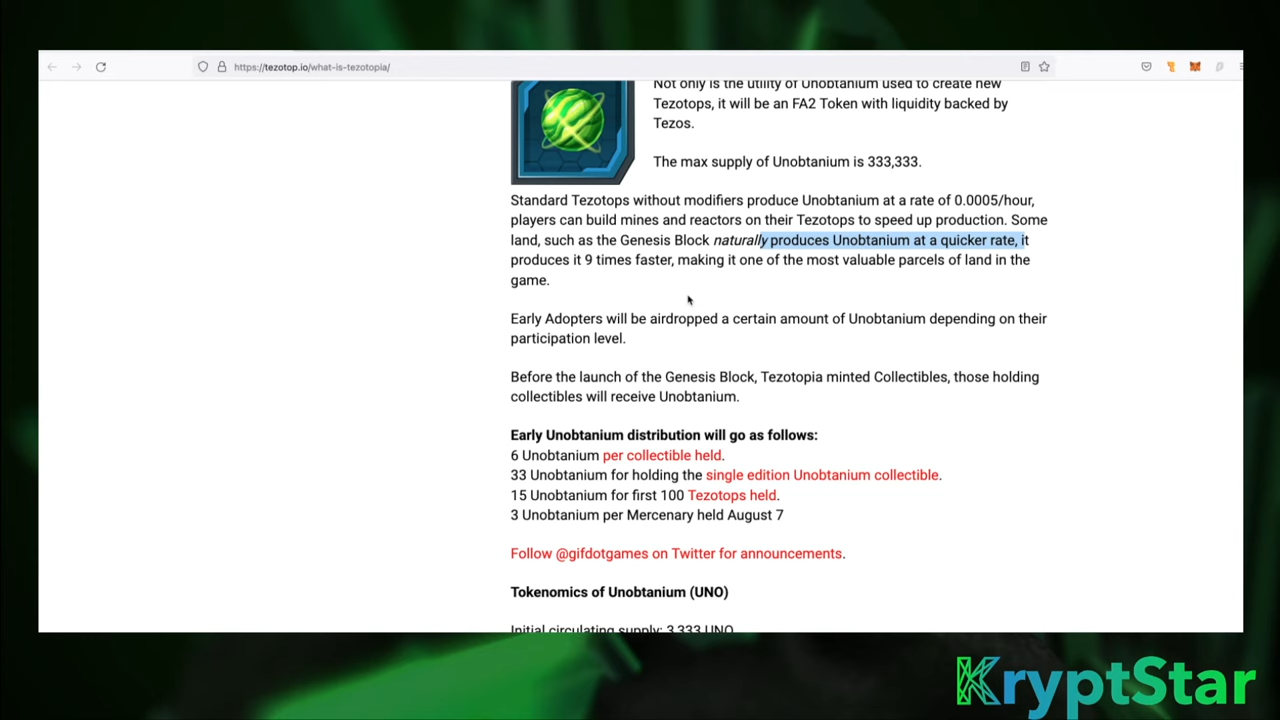 https://tezotop.io/what-is-tezotopia/
Not only is the utility of Unobtanium used to create new
Tezotops, it will be an FA2 Token with liquidity backed by
Tezos.
The max supply of Unobtanium is 333,333.
Standard Tezotops without modifiers produce Unobtanium at a rate of 0.0005/hour,
players can build mines and reactors on their Tezotops to speed up production. Some
land, such as the Genesis Block naturally produces Unobtanium at a quicker rate, it
produces it 9 times faster, making it one of the most valuable parcels of land in the
game.
Early Adopters will be airdropped a certain amount of Unobtanium depending on their
participation level.
Before the launch of the Genesis Block, Tezotopia minted Collectibles, those holding
collectibles will receive Unobtanium.
Early Unobtanium distribution will go as follows:
6 Unobtanium per collectible held.
33 Unobtanium for holding the single edition Unobtanium collectible.
15 Unobtanium for first 100 Tezotops held.
3 Unobtanium per Mercenary held August 7
Follow @gifdotgames on Twitter for announcements.
Tokenomics of Unobtanium (UNO)
Initial circulating supply: 3,333 UNO
KryptStar